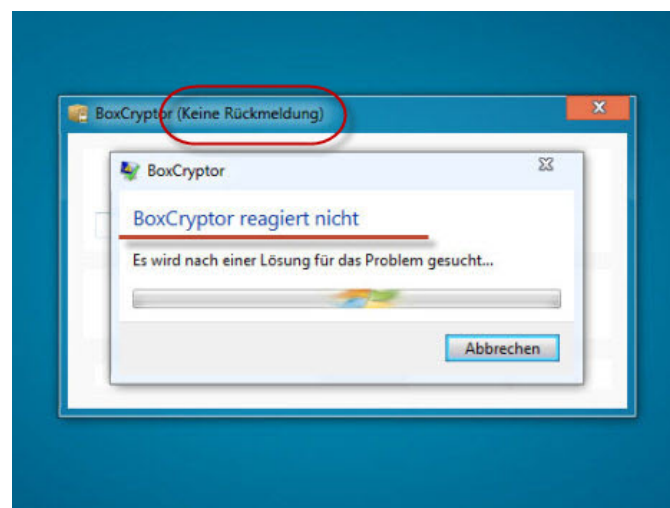 BoxCryptor (Keine Rückmeldung)
BoxCryptor
BoxCryptor reagiert nicht
Es wird nach einer Lösung für das Problem gesucht...
Abbrechen